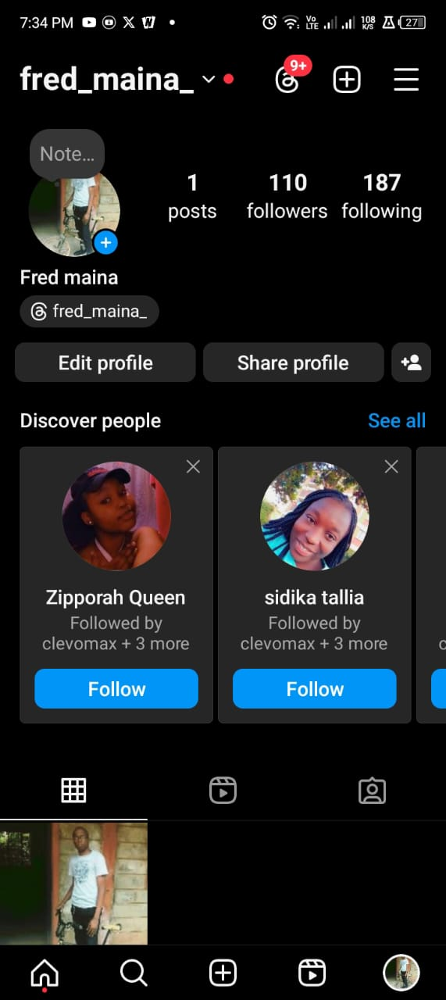 7:34 PM Vo LTE 108 K/S 27
fred_maina_ 9+
Note...
1 110 187
posts followers following
Fred maina
fred_maina_
Edit profile Share profile
Discover people See all
Zipporah Queen sidika tallia
Followed by Followed by
clevomax + 3 more clevomax + 3 more c
Follow Follow